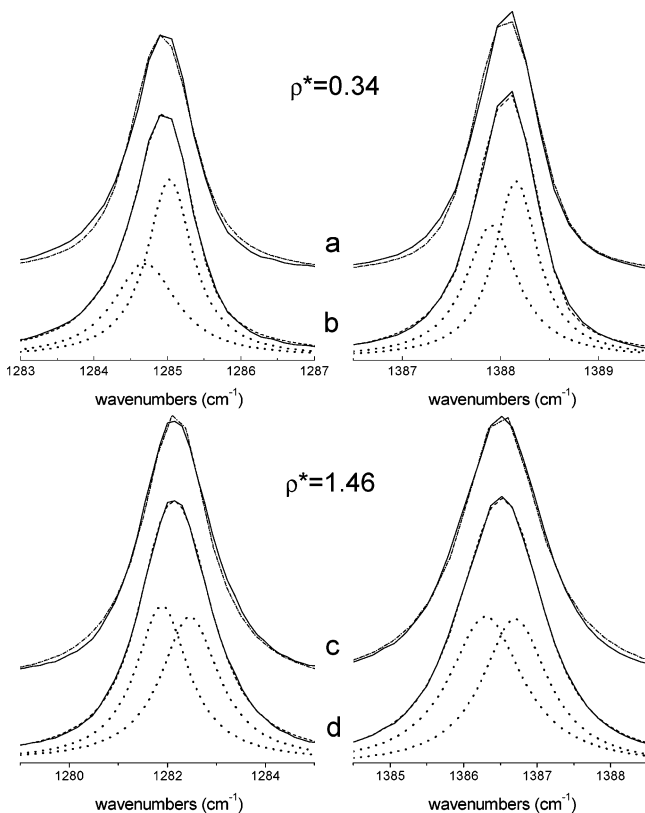 ρ*=0.34
a
b
1283 1284 1285 1286 1287 1387 1388 1389
wavenumbers (cm⁻¹) wavenumbers (cm⁻¹)
ρ*=1.46
c
d
1280 1282 1284 1385 1386 1387 1388
wavenumbers (cm⁻¹) wavenumbers (cm⁻¹)